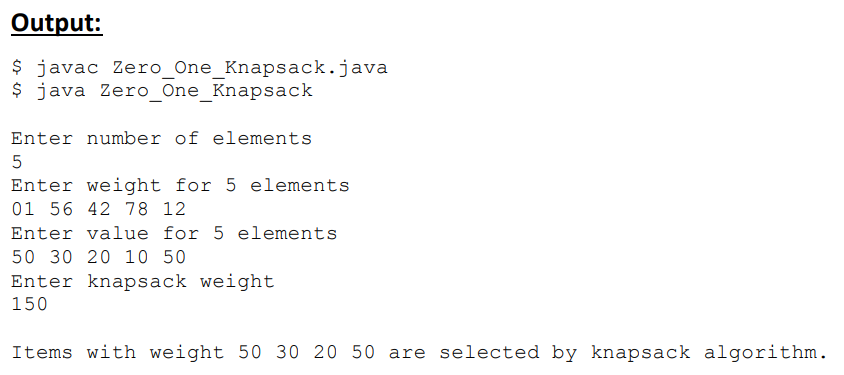 Output:
$ javac Zero_One_Knapsack.java
$ java Zero_One_Knapsack
Enter number of elements
5
Enter weight for 5 elements
01 56 42 78 12
Enter value for 5 elements
50 30 20 10 50
Enter knapsack weight
150
Items with weight 50 30 20 50 are selected by knapsack algorithm.